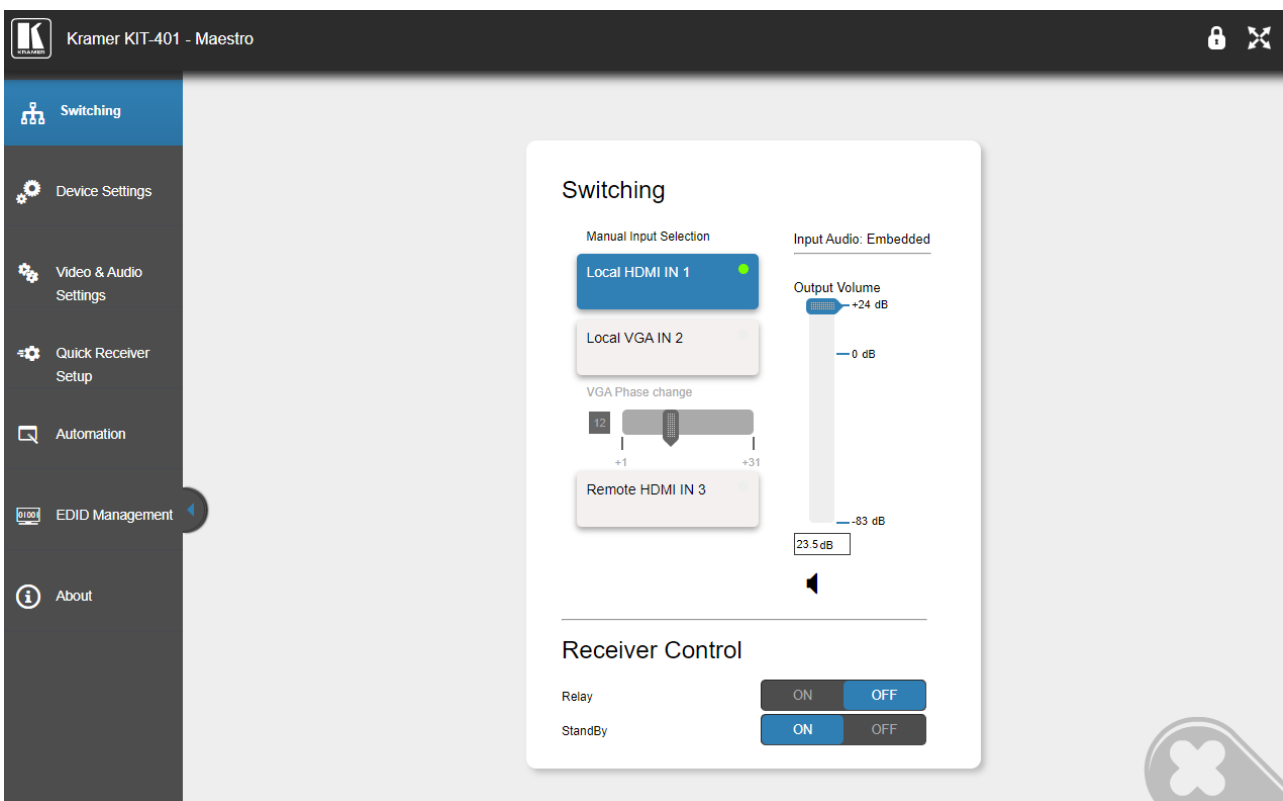 KRAMER
Kramer KIT-401 - Maestro
Switching
Device Settings
Video & Audio
Settings
Quick Receiver
Setup
Automation
01001
EDID Management
About
Switching
Manual Input Selection
Local HDMI IN 1
Local VGA IN 2
VGA Phase change
12
+1 +31
Remote HDMI IN 3
Input Audio: Embedded
Output Volume
+24 dB
0 dB
-83 dB
23.5 dB
Receiver Control
Relay ON OFF
StandBy ON OFF